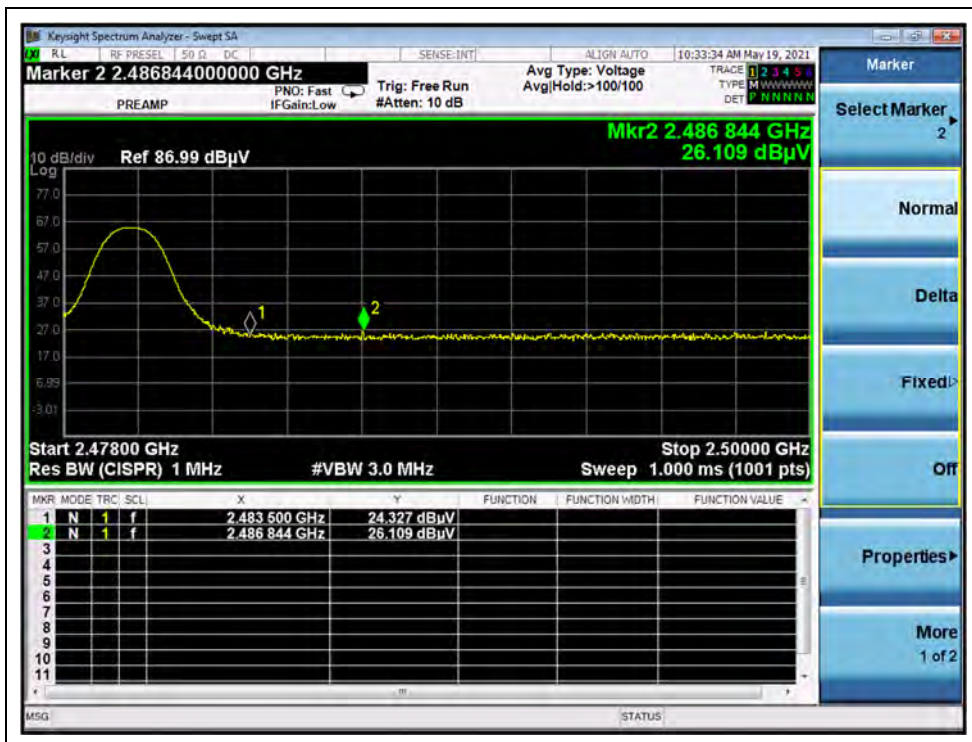 Keysight Spectrum Analyzer - Swept SA
LXI RL RF PRESEL 50 Ω DC SENSE:INT ALIGN AUTO 10:33:34 AM May 19, 2021
Marker 2 2.486844000000 GHz
PREAMP
PNO: Fast
IFGain:Low
Trig: Free Run
#Atten: 10 dB
Avg Type: Voltage
Avg|Hold:>100/100
TRACE 1 2 3 4 5 6
TYPE M WWWWW
DET P N N N N N
Mkr2 2.486 844 GHz
26.109 dBµV
10 dB/div Ref 86.99 dBµV
Log
77.0
67.0
57.0
47.0
37.0
27.0
17.0
6.99
-3.01
1
2
Start 2.47800 GHz Stop 2.50000 GHz
Res BW (CISPR) 1 MHz #VBW 3.0 MHz Sweep 1.000 ms (1001 pts)
MKR MODE TRC SCL X Y FUNCTION FUNCTION WIDTH FUNCTION VALUE
1 N 1 f 2.483 500 GHz 24.327 dBµV
2 N 1 f 2.486 844 GHz 26.109 dBµV
3
4
5
6
7
8
9
10
11
MSG STATUS
Marker
Select Marker
2
Normal
Delta
Fixed
Off
Properties
More
1 of 2